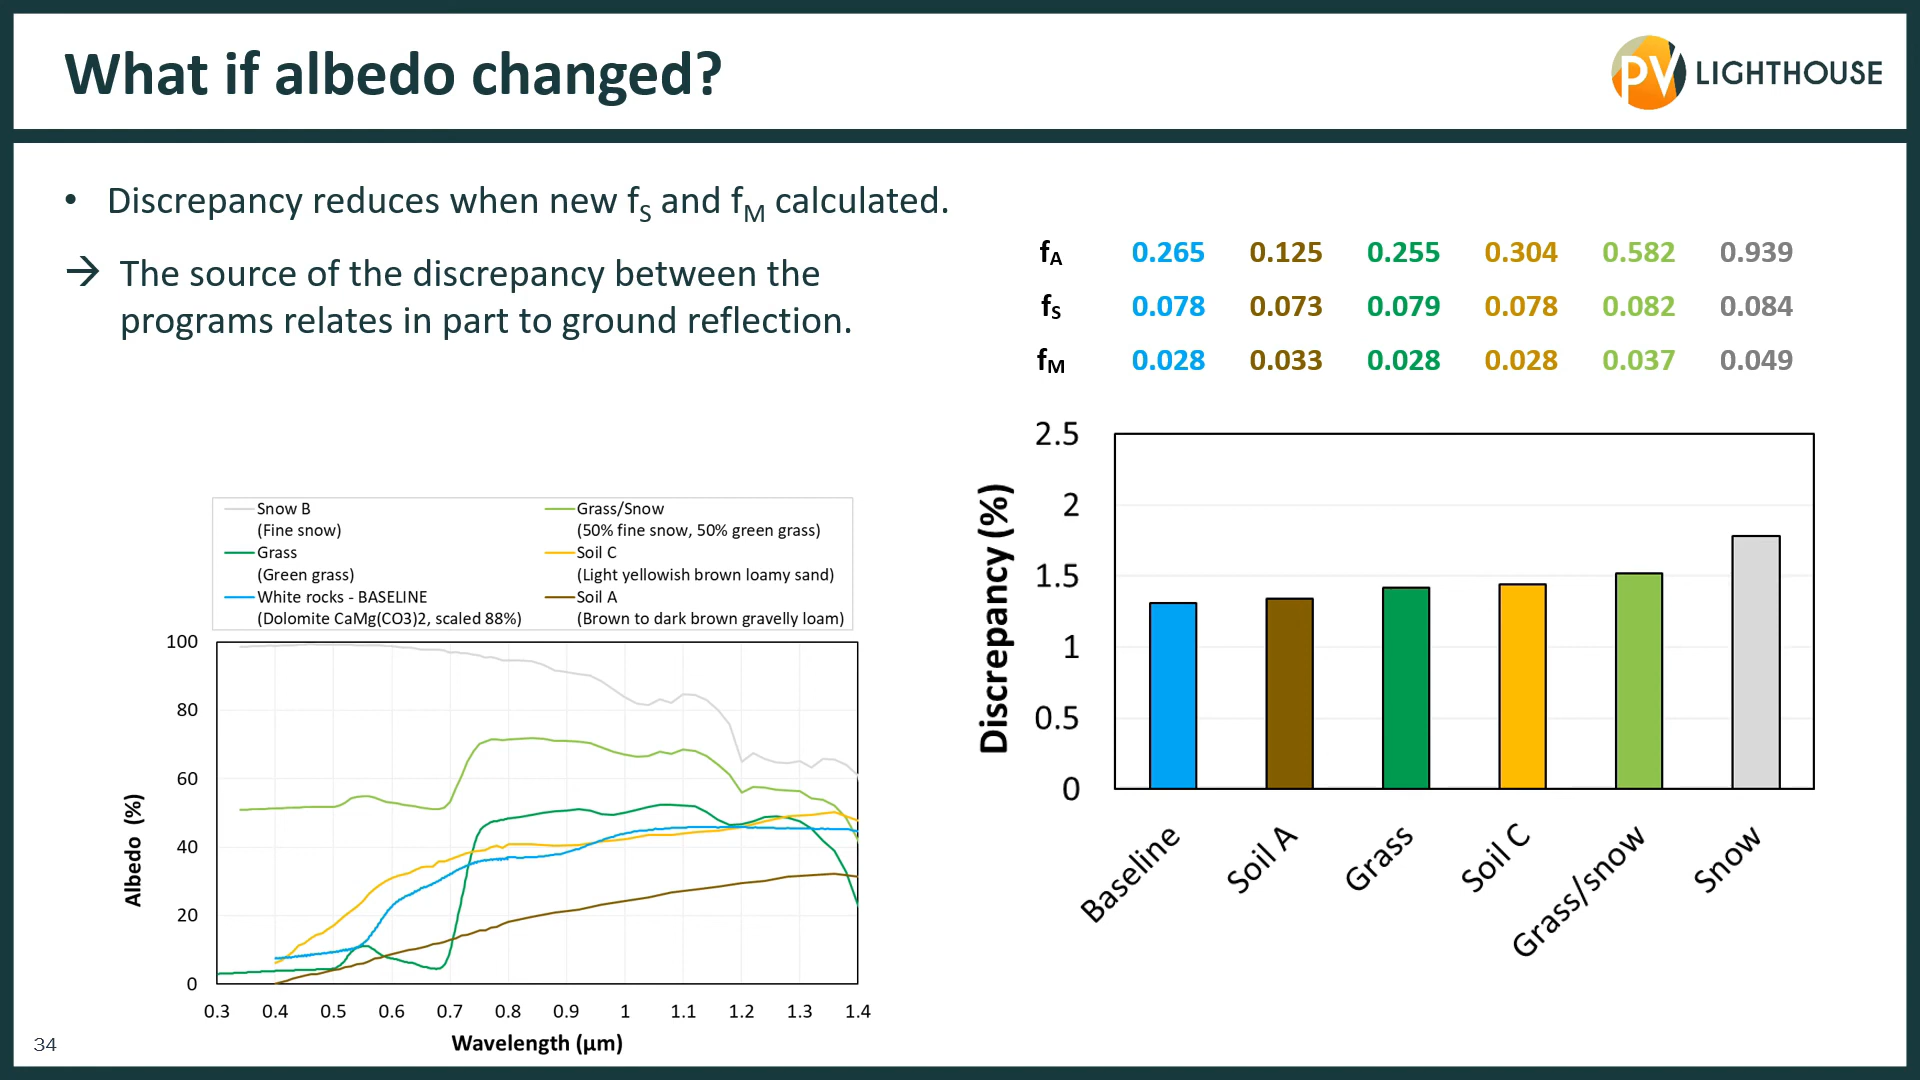 What if albedo changed?
PV LIGHTHOUSE
• Discrepancy reduces when new fS and fM calculated.
→ The source of the discrepancy between the
programs relates in part to ground reflection.
fA 0.265 0.125 0.255 0.304 0.582 0.939
fS 0.078 0.073 0.079 0.078 0.082 0.084
fM 0.028 0.033 0.028 0.028 0.037 0.049
Snow B
(Fine snow)
Grass/Snow
(50% fine snow, 50% green grass)
Grass
(Green grass)
Soil C
(Light yellowish brown loamy sand)
White rocks - BASELINE
(Dolomite CaMg(CO3)2, scaled 88%)
Soil A
(Brown to dark brown gravelly loam)
100
80
60
40
20
0
Albedo (%)
0.3 0.4 0.5 0.6 0.7 0.8 0.9 1 1.1 1.2 1.3 1.4
Wavelength (µm)
2.5
2
1.5
1
0.5
0
Discrepancy (%)
Baseline
Soil A
Grass
Soil C
Grass/snow
Snow
34